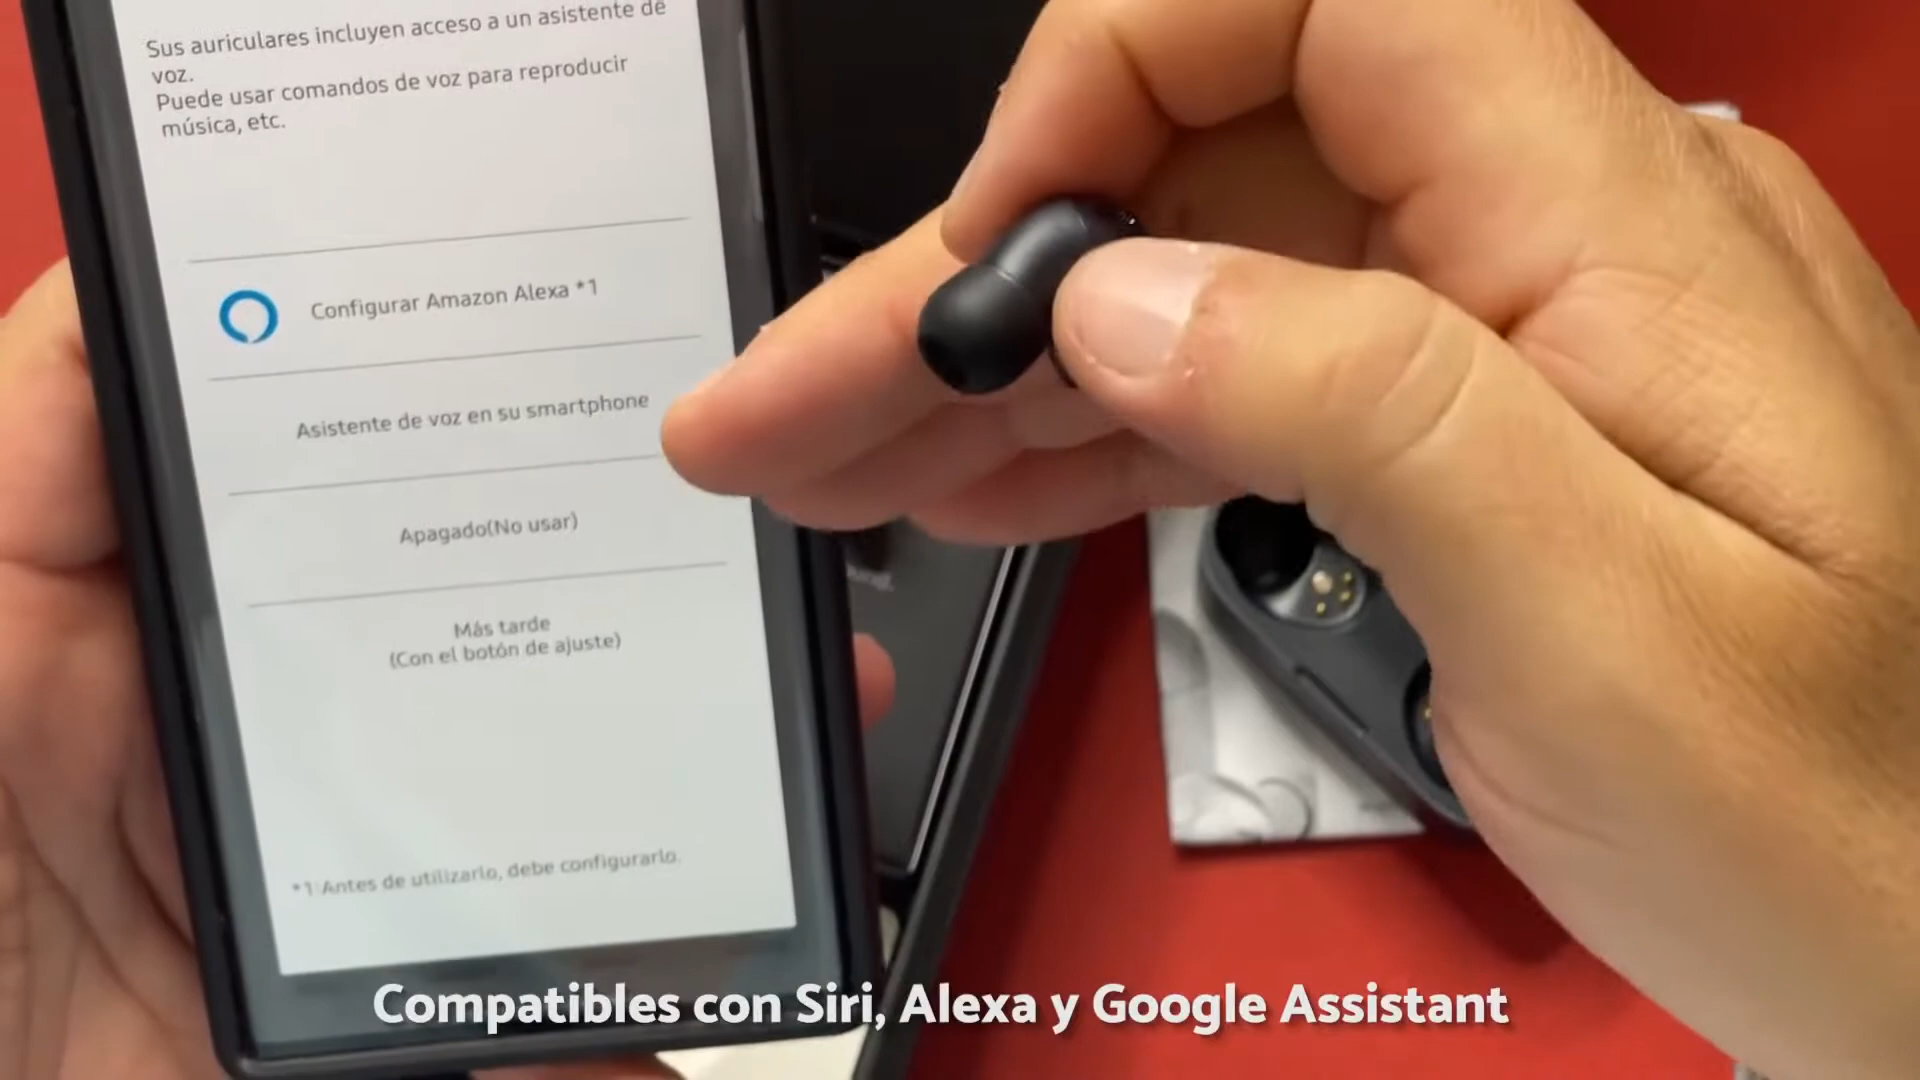 Sus auriculares incluyen acceso a un asistente de
voz.
Puede usar comandos de voz para reproducir
música, etc.
Configurar Amazon Alexa *1
Asistente de voz en su smartphone
Apagado(No usar)
Más tarde
(Con el botón de ajuste)
*1:Antes de utilizarlo, debe configurarlo.
Compatibles con Siri, Alexa y Google Assistant